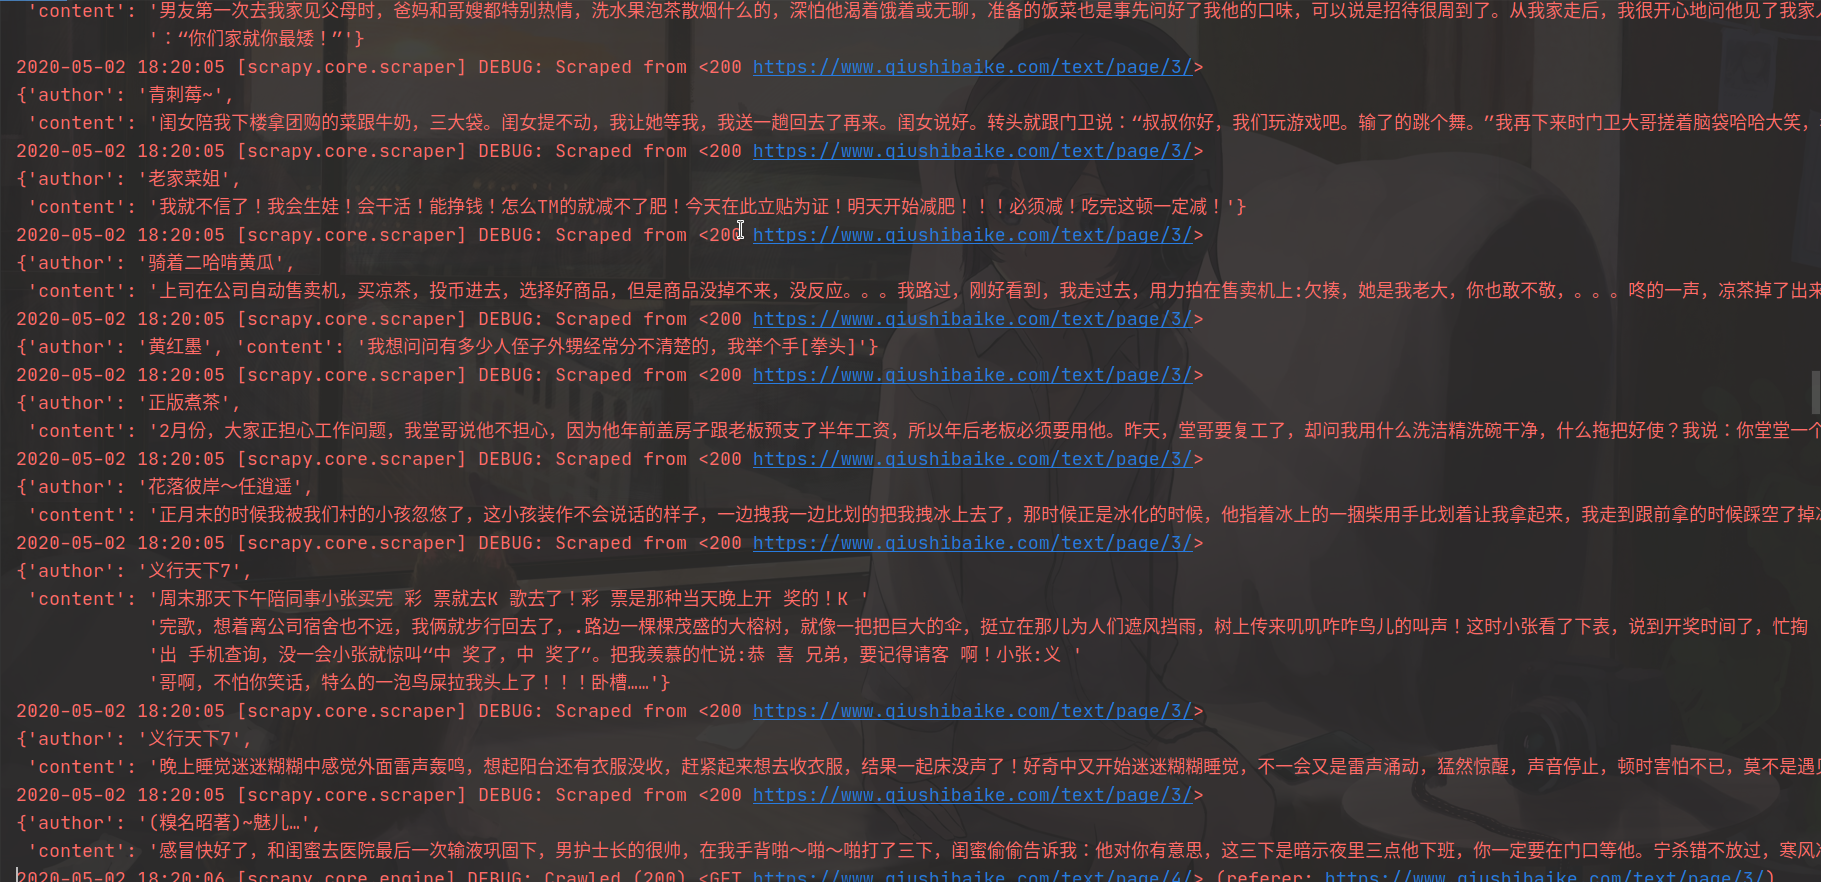 'content': '男友第一次去我家见父母时，爸妈和哥嫂都特别热情，洗水果泡茶散烟什么的，深怕他渴着饿着或无聊，准备的饭菜也是事先问好了我他的口味，可以说是招待很周到了。从我家走后，我很开心地问他见了我家
'：“你们家就你最矮！”'}
2020-05-02 18:20:05 [scrapy.core.scraper] DEBUG: Scraped from <200 https://www.qiushibaike.com/text/page/3/>
{'author': '青刺莓~',
'content': '闺女陪我下楼拿团购的菜跟牛奶，三大袋。闺女提不动，我让她等我，我送一趟回去了再来。闺女说好。转头就跟门卫说：“叔叔你好，我们玩游戏吧。输了的跳个舞。”我再下来时门卫大哥搓着脑袋哈哈大笑，
2020-05-02 18:20:05 [scrapy.core.scraper] DEBUG: Scraped from <200 https://www.qiushibaike.com/text/page/3/>
{'author': '老家菜姐',
'content': '我就不信了！我会生娃！会干活！能挣钱！怎么TM的就减不了肥！今天在此立贴为证！明天开始减肥！！！必须减！吃完这顿一定减！'}
2020-05-02 18:20:05 [scrapy.core.scraper] DEBUG: Scraped from <200 https://www.qiushibaike.com/text/page/3/>
{'author': '骑着二哈啃黄瓜',
'content': '上司在公司自动售卖机，买凉茶，投币进去，选择好商品，但是商品没掉不来，没反应。。。我路过，刚好看到，我走过去，用力拍在售卖机上:欠揍，她是我老大，你也敢不敬，。。。咚的一声，凉茶掉了出来
2020-05-02 18:20:05 [scrapy.core.scraper] DEBUG: Scraped from <200 https://www.qiushibaike.com/text/page/3/>
{'author': '黄红墨', 'content': '我想问问有多少人侄子外甥经常分不清楚的，我举个手[拳头]'}
2020-05-02 18:20:05 [scrapy.core.scraper] DEBUG: Scraped from <200 https://www.qiushibaike.com/text/page/3/>
{'author': '正版煮茶',
'content': '2月份，大家正担心工作问题，我堂哥说他不担心，因为他年前盖房子跟老板预支了半年工资，所以年后老板必须要用他。昨天，堂哥要复工了，却问我用什么洗洁精洗碗干净，什么拖把好使？我说：你堂堂一个
2020-05-02 18:20:05 [scrapy.core.scraper] DEBUG: Scraped from <200 https://www.qiushibaike.com/text/page/3/>
{'author': '花落彼岸～任逍遥',
'content': '正月末的时候我被我们村的小孩忽悠了，这小孩装作不会说话的样子，一边拽我一边比划的把我拽冰上去了，那时候正是冰化的时候，他指着冰上的一捆柴用手比划着让我拿起来，我走到跟前拿的时候踩空了掉
2020-05-02 18:20:05 [scrapy.core.scraper] DEBUG: Scraped from <200 https://www.qiushibaike.com/text/page/3/>
{'author': '义行天下7',
'content': '周末那天下午陪同事小张买完 彩 票就去K 歌去了！彩 票是那种当天晚上开 奖的！K '
'完歌，想着离公司宿舍也不远，我俩就步行回去了，.路边一棵棵茂盛的大榕树，就像一把把巨大的伞，挺立在那儿为人们遮风挡雨，树上传来叽叽咋咋鸟儿的叫声！这时小张看了下表，说到开奖时间了，忙掏
'出 手机查询，没一会小张就惊叫“中 奖了，中 奖了”。把我羡慕的忙说:恭 喜 兄弟，要记得请客 啊！小张:义 '
'哥啊，不怕你笑话，特么的一泡鸟屎拉我头上了！！！卧槽……'}
2020-05-02 18:20:05 [scrapy.core.scraper] DEBUG: Scraped from <200 https://www.qiushibaike.com/text/page/3/>
{'author': '义行天下7',
'content': '晚上睡觉迷迷糊糊中感觉外面雷声轰鸣，想起阳台还有衣服没收，赶紧起来想去收衣服，结果一起床没声了！好奇中又开始迷迷糊糊睡觉，不一会又是雷声涌动，猛然惊醒，声音停止，顿时害怕不已，莫不是遇见
2020-05-02 18:20:05 [scrapy.core.scraper] DEBUG: Scraped from <200 https://www.qiushibaike.com/text/page/3/>
{'author': '(糗名昭著)~魅儿…',
'content': '感冒快好了，和闺蜜去医院最后一次输液巩固下，男护士长的很帅，在我手背啪～啪～啪打了三下，闺蜜偷偷告诉我：他对你有意思，这三下是暗示夜里三点他下班，你一定要在门口等他。宁杀错不放过，寒风
2020-05-02 18:20:06 [scrapy.core.engine] DEBUG: Crawled (200) <GET https://www.qiushibaike.com/text/page/4/> (referer: https://www.qiushibaike.com/text/page/3/)